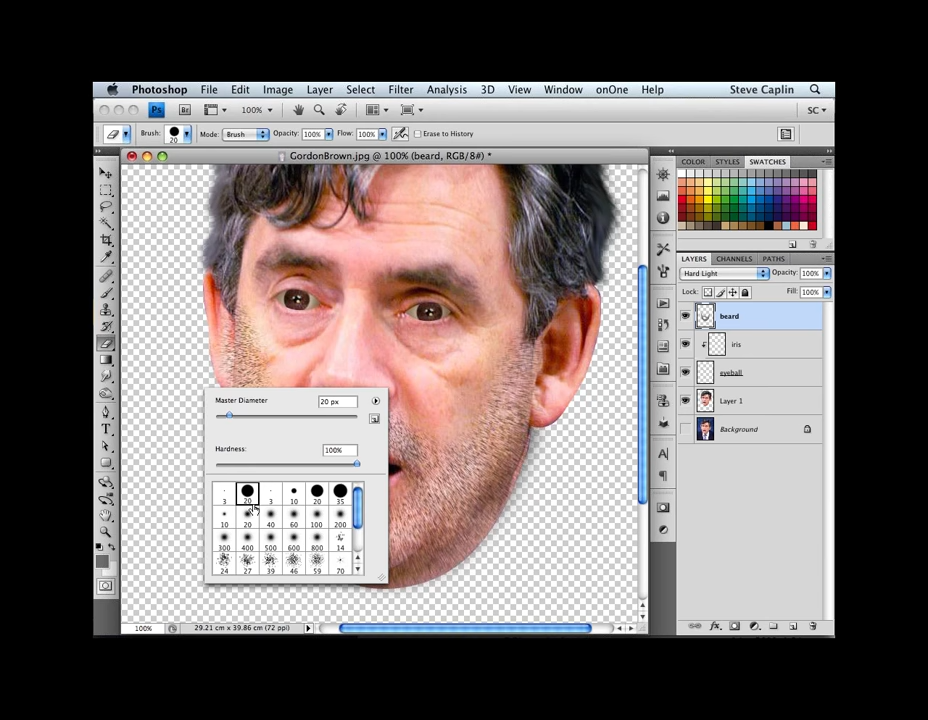 Photoshop File Edit Image Layer Select Filter Analysis 3D View Window onOne Help Steve Caplin
Ps Br 100% SC
Brush: 20 Mode: Brush Opacity: 100% Flow: 100% Erase to History
GordonBrown.jpg @ 100% (beard, RGB/8#) *
COLOR STYLES SWATCHES
LAYERS CHANNELS PATHS
Hard Light Opacity: 100%
Lock: Fill: 100%
beard
iris
eyeball
Layer 1
Background
Master Diameter 20 px
Hardness: 100%
3 20 3 10 20 35
10 20 40 60 100 200
300 400 500 600 800 14
24 27 39 46 59 70
T
A
100% 29.21 cm x 39.86 cm (72 ppi)
fx